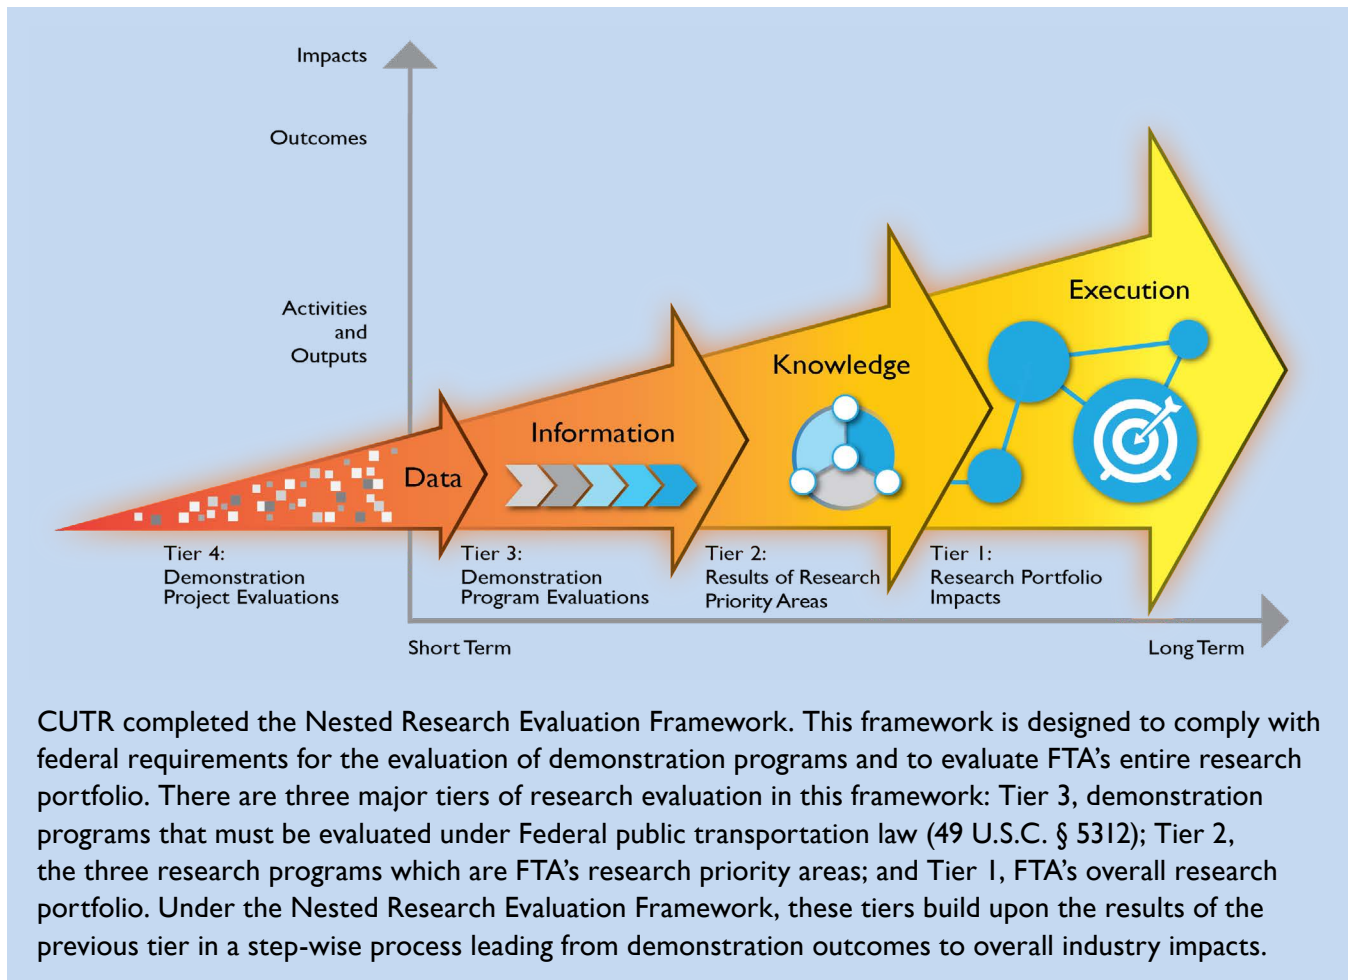 Impacts
Outcomes
Activities
and
Outputs
Execution
Knowledge
Information
Data
Tier 4:
Demonstration
Project Evaluations
Tier 3:
Demonstration
Program Evaluations
Tier 2:
Results of Research
Priority Areas
Tier 1:
Research Portfolio
Impacts
Short Term
Long Term
CUTR completed the Nested Research Evaluation Framework. This framework is designed to comply with
federal requirements for the evaluation of demonstration programs and to evaluate FTA’s entire research
portfolio. There are three major tiers of research evaluation in this framework: Tier 3, demonstration
programs that must be evaluated under Federal public transportation law (49 U.S.C. § 5312); Tier 2,
the three research programs which are FTA’s research priority areas; and Tier 1, FTA’s overall research
portfolio. Under the Nested Research Evaluation Framework, these tiers build upon the results of the
previous tier in a step-wise process leading from demonstration outcomes to overall industry impacts.